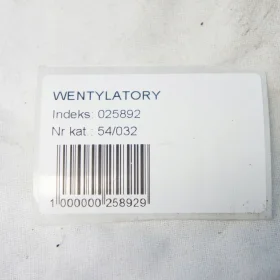 WENTYLATORY
Indeks: 025892
Nr kat.: 54/032
1 000000 258929